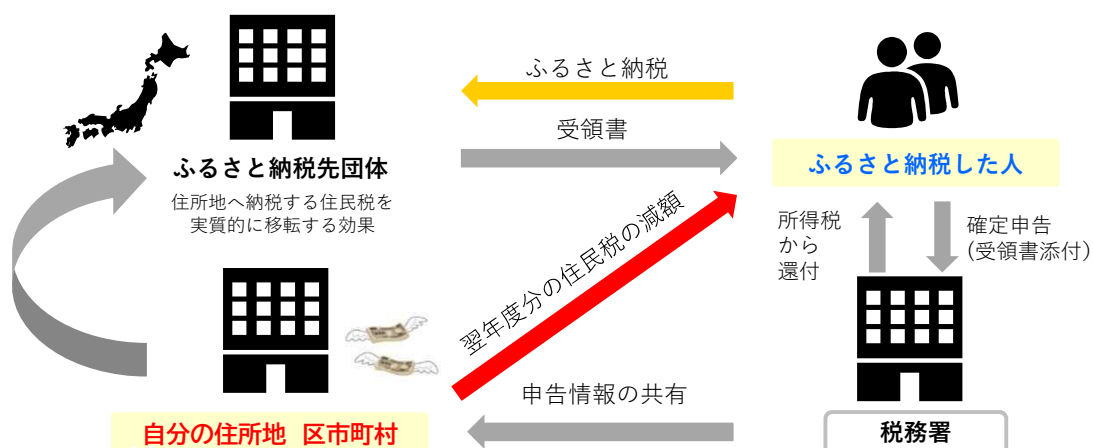 ふるさと納税
受領書
ふるさと納税先団体
住所地へ納税する住民税を
実質的に移転する効果
ふるさと納税した人
翌年度分の住民税の減額
所得税
から
還付
確定申告
(受領書添付)
申告情報の共有
自分の住所地 区市町村
税務署